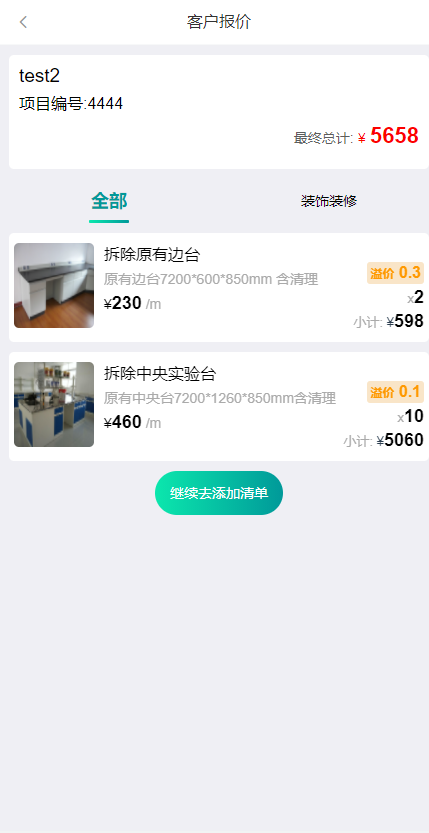 客户报价
test2
项目编号:4444
最终总计: ¥ 5658
全部 装饰装修
拆除原有边台
溢价 0.3
原有边台7200*600*850mm 含清理
x2
¥230 /m
小计: ¥598
拆除中央实验台
溢价 0.1
原有中央台7200*1260*850mm含清理
x10
¥460 /m
小计: ¥5060
继续去添加清单